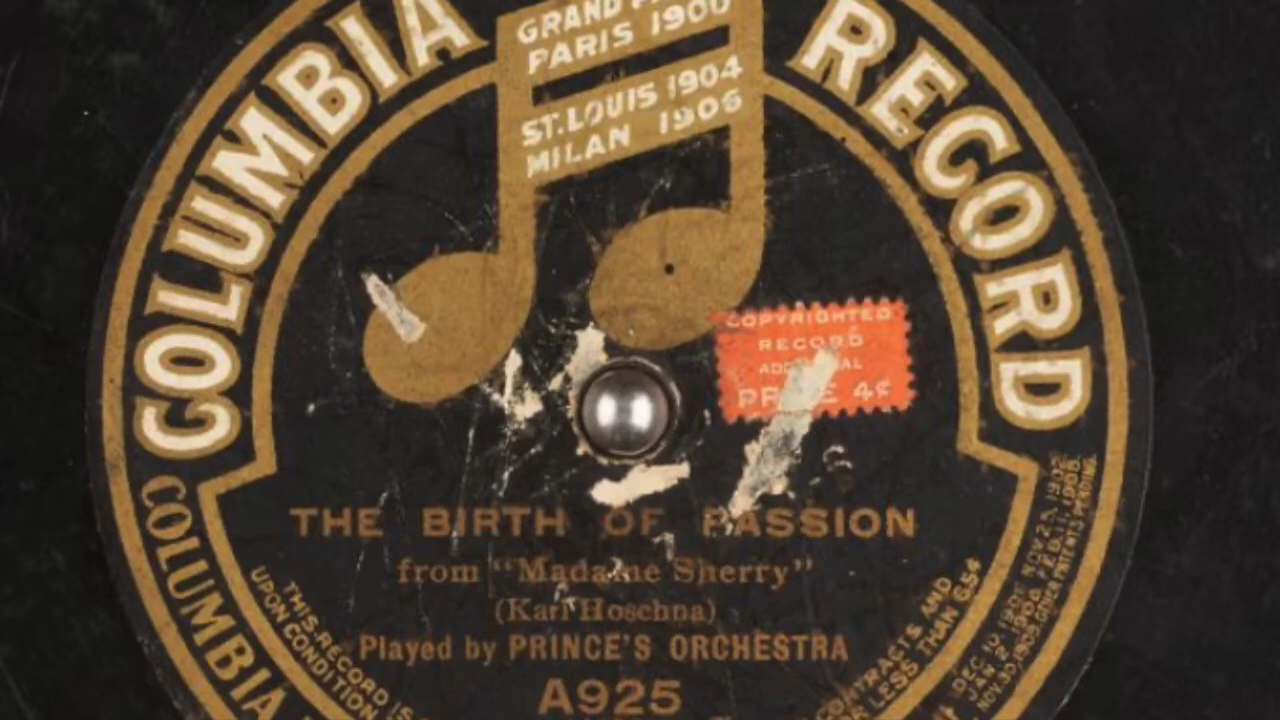 COLUMBIA
RECORD
GRAND
PARIS 1900
ST. LOUIS 1904
MILAN 1906
COPYRIGHTED
RECORD
PRICE 4¢
THE BIRTH OF PASSION
from "Madame Sherry"
(Karl Hoschna)
Played by PRINCE'S ORCHESTRA
A925
COLUMBIA
THIS RECORD IS
UPON CONDITION
CONTRACTS AND
OR LESS THAN 65¢